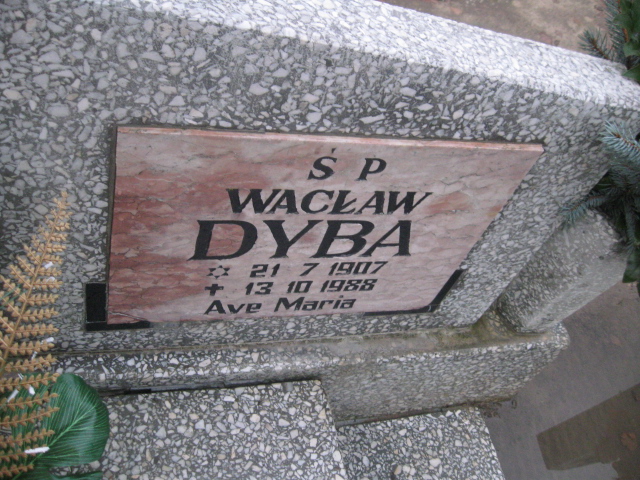 Ś P
WACŁAW
DYBA
☼ 21 7 1907
+ 13 10 1988
Ave Maria